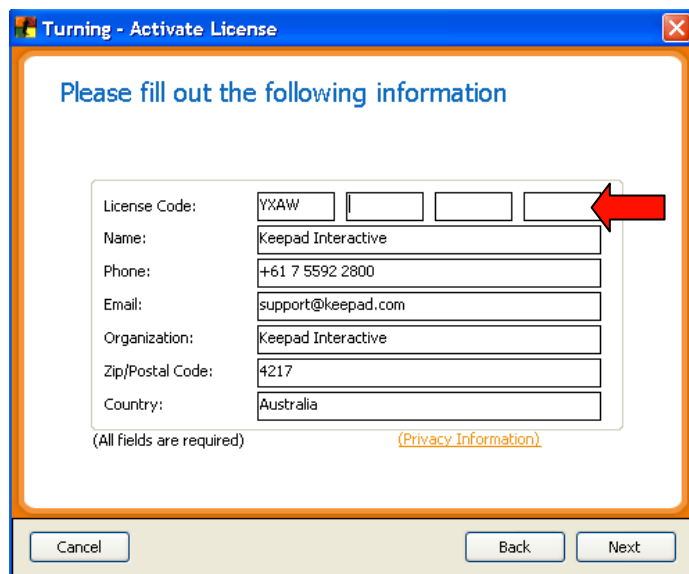 Turning - Activate License
Please fill out the following information
License Code: YXAW
Name: Keepad Interactive
Phone: +61 7 5592 2800
Email: support@keepad.com
Organization: Keepad Interactive
Zip/Postal Code: 4217
Country: Australia
(All fields are required) (Privacy Information)
Cancel Back Next